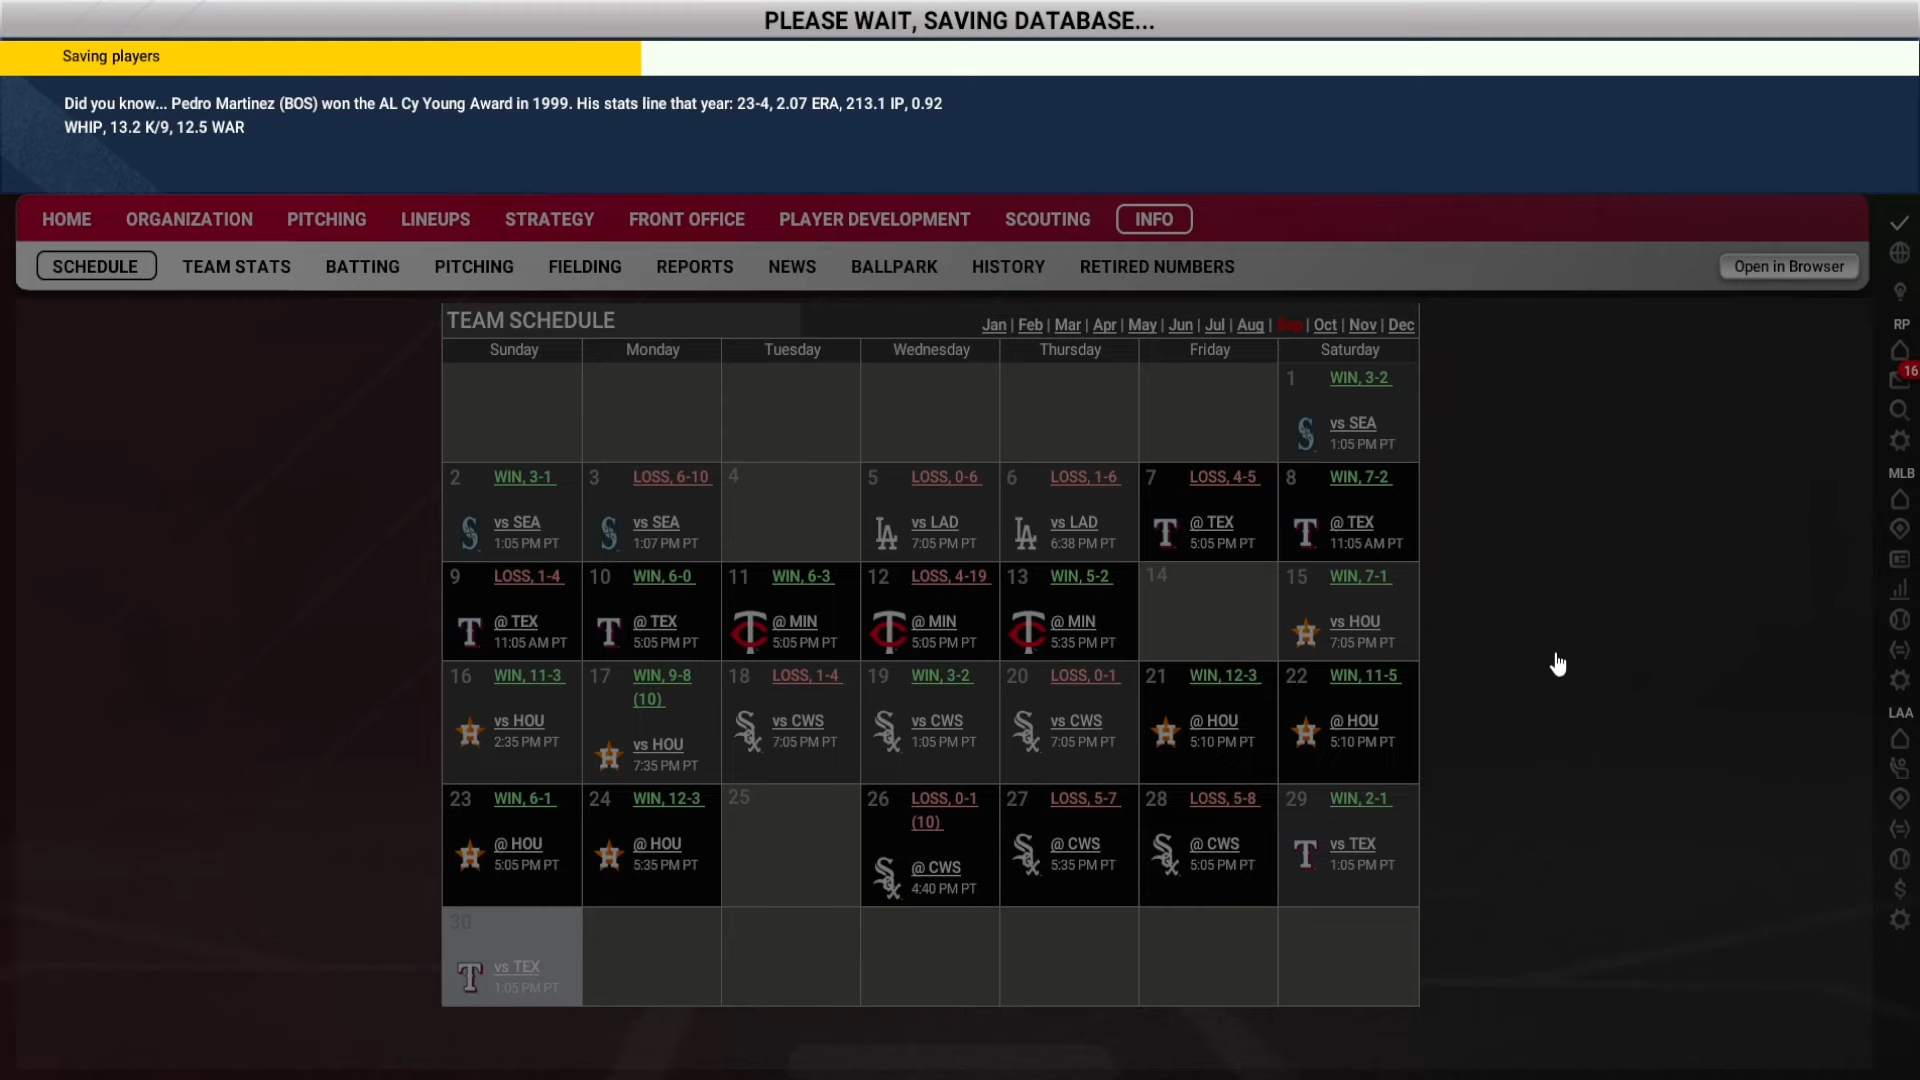 PLEASE WAIT, SAVING DATABASE...
Saving players
Did you know... Pedro Martinez (BOS) won the AL Cy Young Award in 1999. His stats line that year: 23-4, 2.07 ERA, 213.1 IP, 0.92
WHIP, 13.2 K/9, 12.5 WAR
HOME ORGANIZATION PITCHING LINEUPS STRATEGY FRONT OFFICE PLAYER DEVELOPMENT SCOUTING INFO
SCHEDULE TEAM STATS BATTING PITCHING FIELDING REPORTS NEWS BALLPARK HISTORY RETIRED NUMBERS Open in Browser
TEAM SCHEDULE Jan | Feb | Mar | Apr | May | Jun | Jul | Aug | Sep | Oct | Nov | Dec
Sunday Monday Tuesday Wednesday Thursday Friday Saturday
1 WIN, 3-2
vs SEA
1:05 PM PT
2 WIN, 3-1 3 LOSS, 6-10 4 5 LOSS, 0-6 6 LOSS, 1-6 7 LOSS, 4-5 8 WIN, 7-2
vs SEA vs SEA vs LAD vs LAD @ TEX @ TEX
1:05 PM PT 1:07 PM PT 7:05 PM PT 6:38 PM PT 5:05 PM PT 11:05 AM PT
9 LOSS, 1-4 10 WIN, 6-0 11 WIN, 6-3 12 LOSS, 4-19 13 WIN, 5-2 14 15 WIN, 7-1
@ TEX @ TEX @ MIN @ MIN @ MIN vs HOU
11:05 AM PT 5:05 PM PT 5:05 PM PT 5:05 PM PT 5:35 PM PT 7:05 PM PT
16 WIN, 11-3 17 WIN, 9-8 18 LOSS, 1-4 19 WIN, 3-2 20 LOSS, 0-1 21 WIN, 12-3 22 WIN, 11-5
(10)
vs HOU vs HOU vs CWS vs CWS vs CWS @ HOU @ HOU
2:35 PM PT 7:35 PM PT 7:05 PM PT 1:05 PM PT 7:05 PM PT 5:10 PM PT 5:10 PM PT
23 WIN, 6-1 24 WIN, 12-3 25 26 LOSS, 0-1 27 LOSS, 5-7 28 LOSS, 5-8 29 WIN, 2-1
(10)
@ HOU @ HOU @ CWS @ CWS @ CWS vs TEX
5:05 PM PT 5:35 PM PT 4:40 PM PT 5:35 PM PT 5:05 PM PT 1:05 PM PT
30
vs TEX
1:05 PM PT
RP
16
MLB
LAA